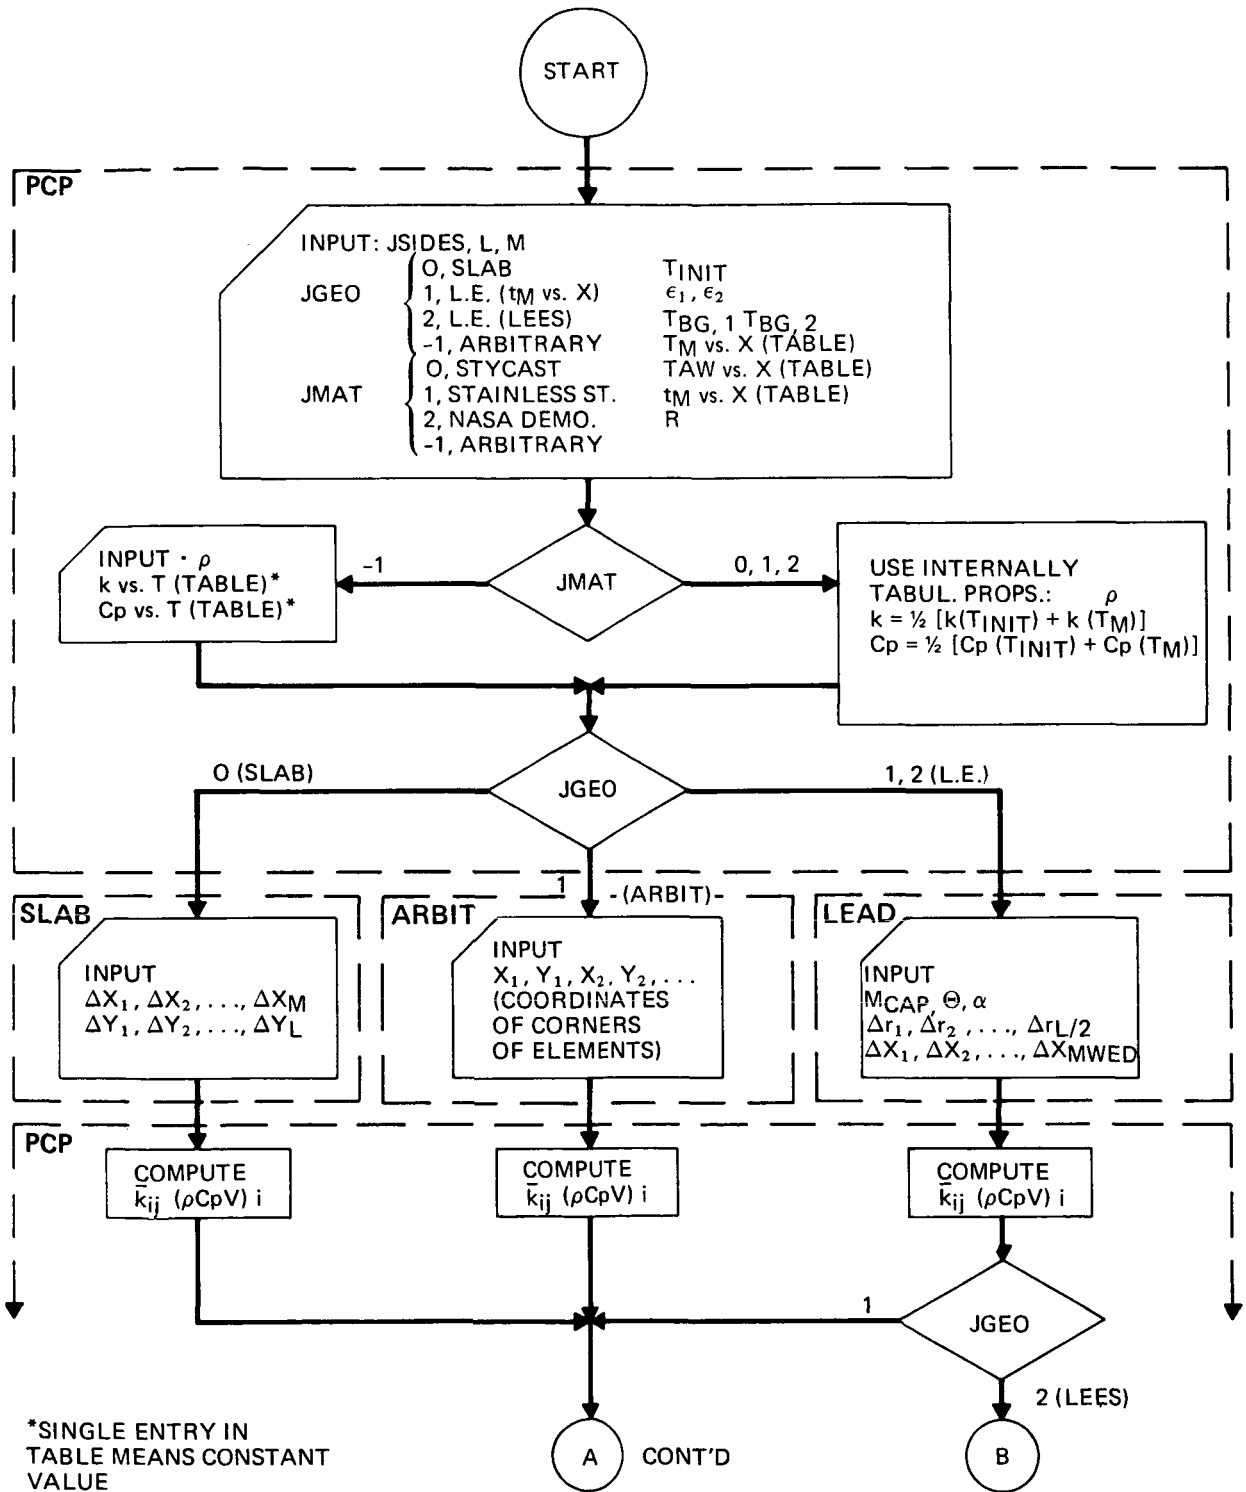 START
PCP
INPUT: JSIDES, L, M
JGEO
0, SLAB
1, L.E. (tM vs. X)
2, L.E. (LEES)
-1, ARBITRARY
JMAT
0, STYCAST
1, STAINLESS ST.
2, NASA DEMO.
-1, ARBITRARY
TINIT
ϵ1, ϵ2
TBG, 1 TBG, 2
TM vs. X (TABLE)
TAW vs. X (TABLE)
tM vs. X (TABLE)
R
INPUT · ρ
k vs. T (TABLE)*
Cp vs. T (TABLE)*
-1
JMAT
0, 1, 2
USE INTERNALLY
TABUL. PROPS.: ρ
k = ½ [k(TINIT) + k (TM)]
Cp = ½ [Cp (TINIT) + Cp (TM)]
0 (SLAB)
JGEO
1, 2 (L.E.)
1 - (ARBIT) -
SLAB
INPUT
ΔX1, ΔX2, . . ., ΔXM
ΔY1, ΔY2, . . ., ΔYL
ARBIT
INPUT
X1, Y1, X2, Y2, . . .
(COORDINATES
OF CORNERS
OF ELEMENTS)
LEAD
INPUT
MCAP, Θ, α
Δr1, Δr2 , . . ., ΔrL/2
ΔX1, ΔX2, . . ., ΔXMWED
PCP
COMPUTE
k̄ij (ρCpV) i
COMPUTE
k̄ij (ρCpV) i
COMPUTE
k̄ij (ρCpV) i
1
JGEO
2 (LEES)
*SINGLE ENTRY IN
TABLE MEANS CONSTANT
VALUE
A CONT'D
B